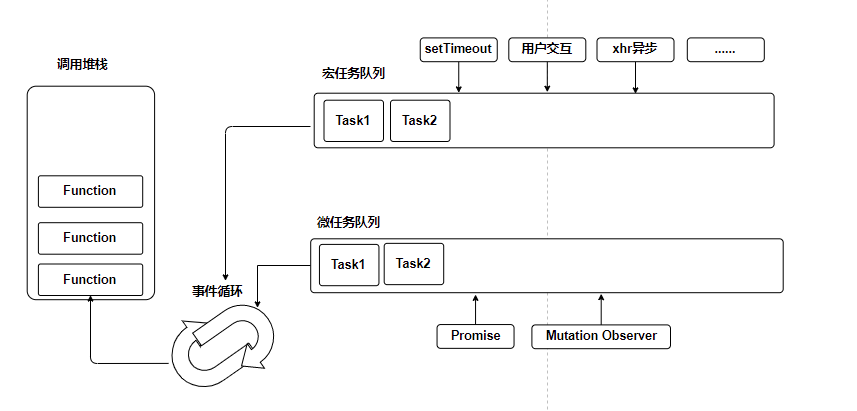 setTimeout
用户交互
xhr异步
......
调用堆栈
宏任务队列
Task1
Task2
Function
Function
Function
微任务队列
Task1
Task2
事件循环
Promise
Mutation Observer